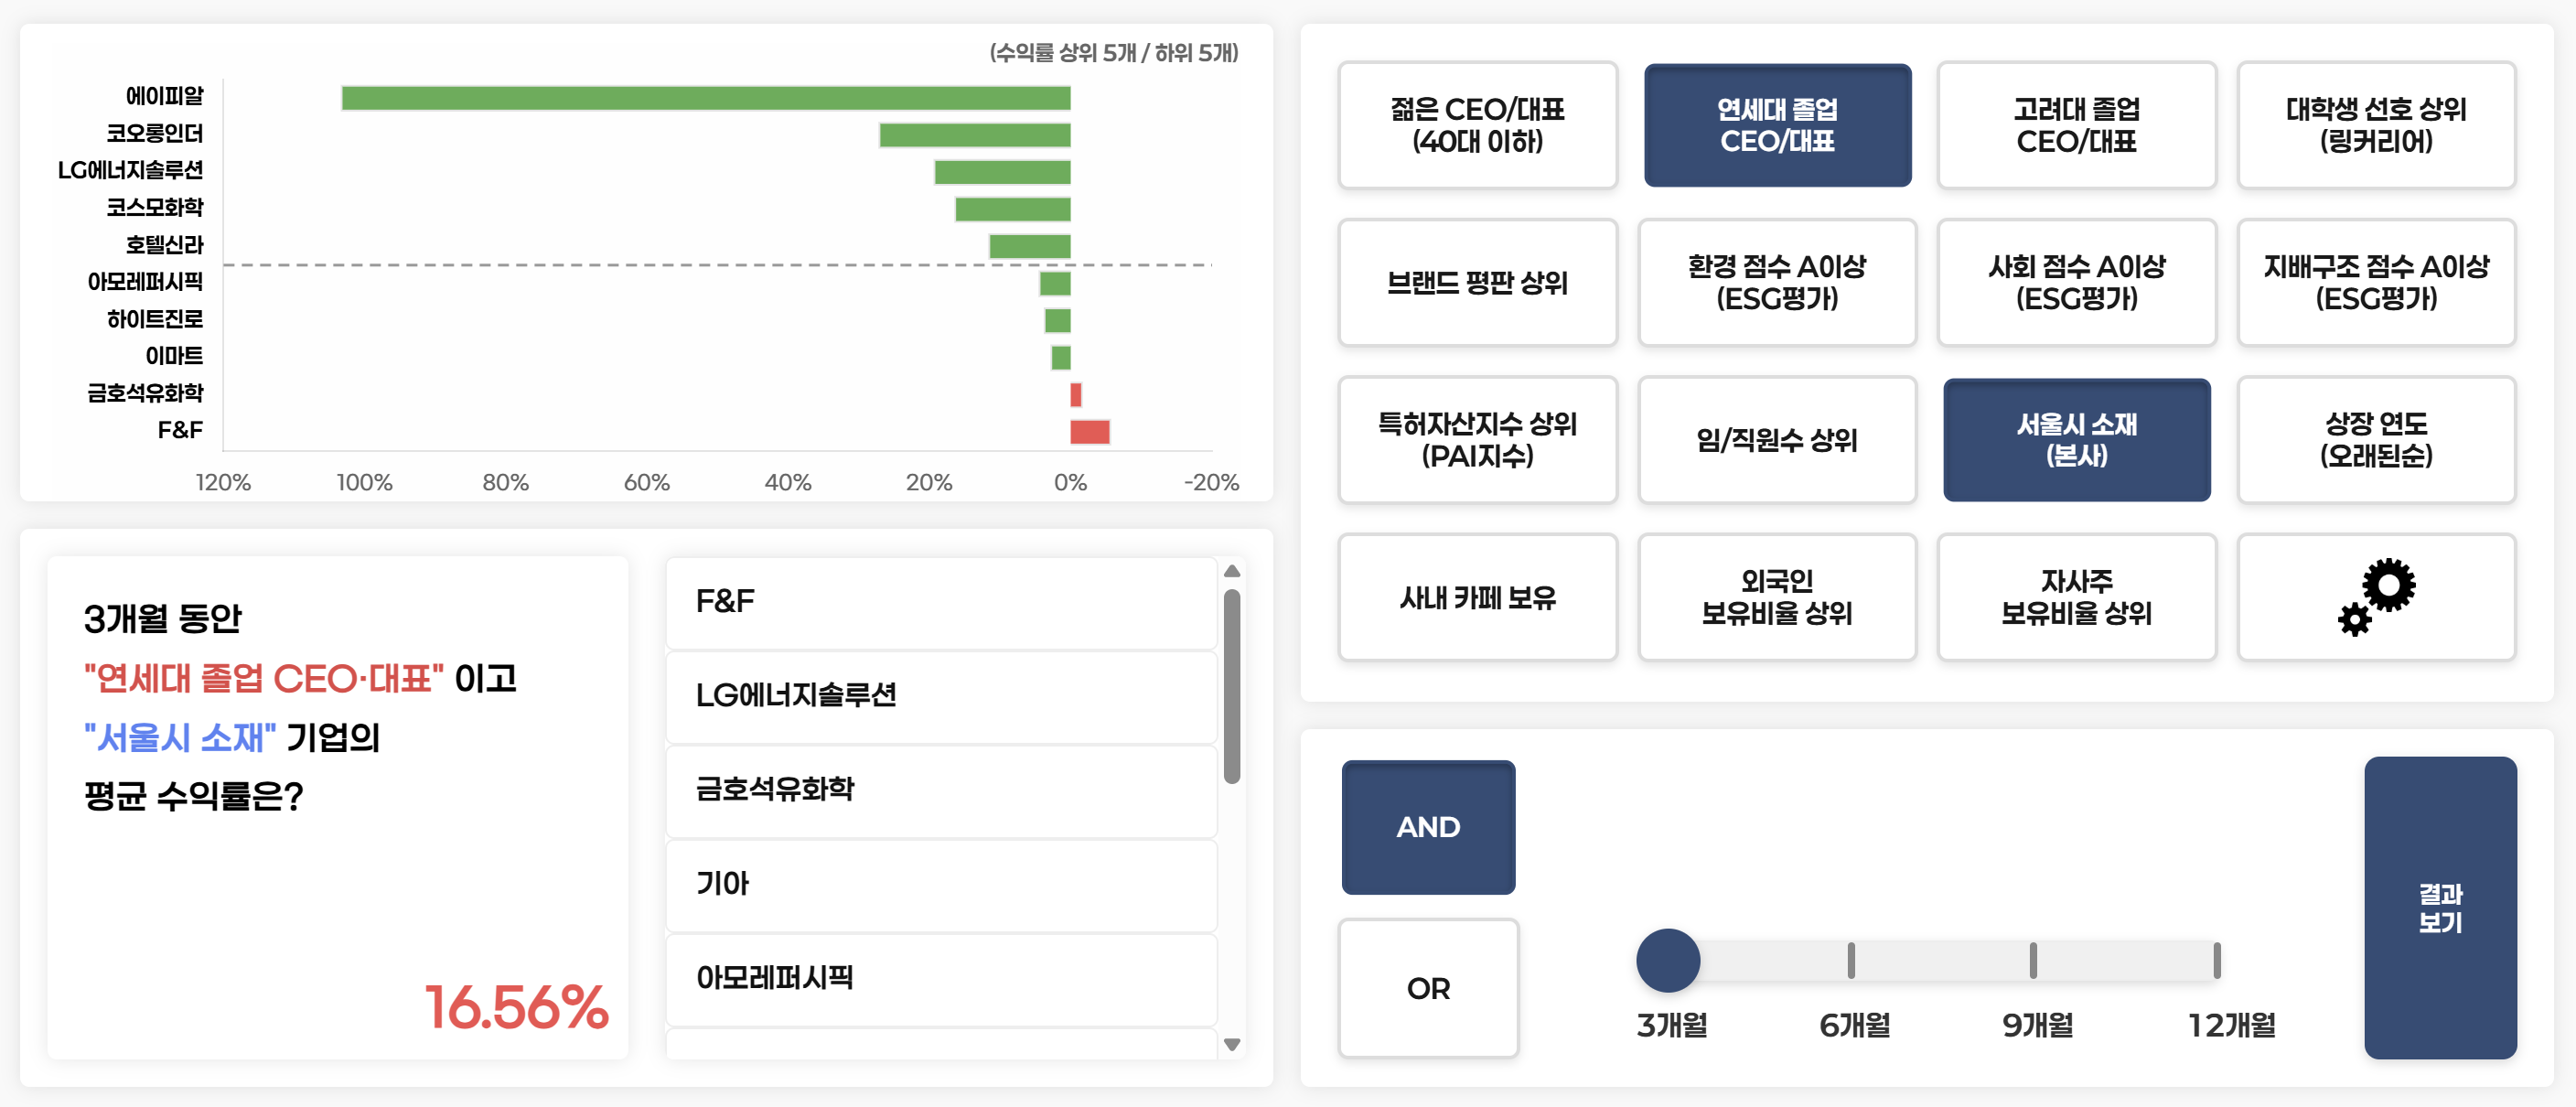 (수익률 상위 5개 / 하위 5개)
에이피알
코오롱인더
LG에너지솔루션
코스모화학
호텔신라
아모레퍼시픽
하이트진로
이마트
금호석유화학
F&F
120% 100% 80% 60% 40% 20% 0% -20%
3개월 동안
"연세대 졸업 CEO·대표" 이고
"서울시 소재" 기업의
평균 수익률은?
16.56%
F&F
LG에너지솔루션
금호석유화학
기아
아모레퍼시픽
젊은 CEO/대표
(40대 이하)
연세대 졸업
CEO/대표
고려대 졸업
CEO/대표
대학생 선호 상위
(링커리어)
브랜드 평판 상위
환경 점수 A이상
(ESG평가)
사회 점수 A이상
(ESG평가)
지배구조 점수 A이상
(ESG평가)
특허자산지수 상위
(PAI지수)
임/직원수 상위
서울시 소재
(본사)
상장 연도
(오래된순)
사내 카페 보유
외국인
보유비율 상위
자사주
보유비율 상위
AND
OR
3개월 6개월 9개월 12개월
결과
보기